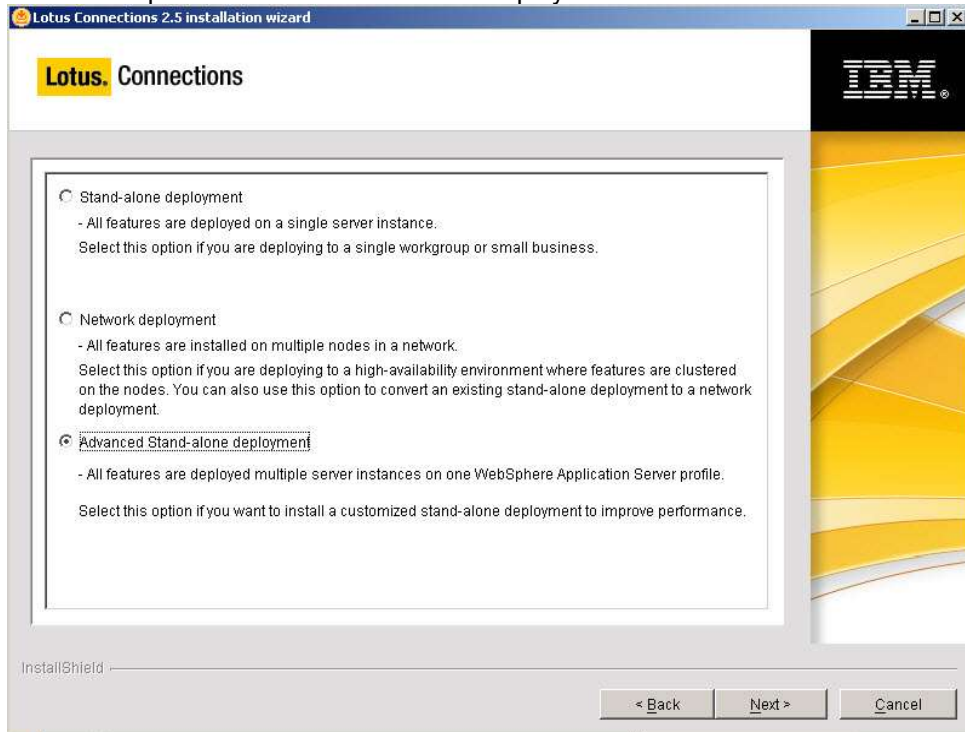 Lotus Connections 2.5 installation wizard
Lotus. Connections
IBM®
Stand-alone deployment
- All features are deployed on a single server instance.
Select this option if you are deploying to a single workgroup or small business.
Network deployment
- All features are installed on multiple nodes in a network.
Select this option if you are deploying to a high-availability environment where features are clustered
on the nodes. You can also use this option to convert an existing stand-alone deployment to a network
deployment.
Advanced Stand-alone deployment
- All features are deployed multiple server instances on one WebSphere Application Server profile.
Select this option if you want to install a customized stand-alone deployment to improve performance.
InstallShield
< Back Next > Cancel